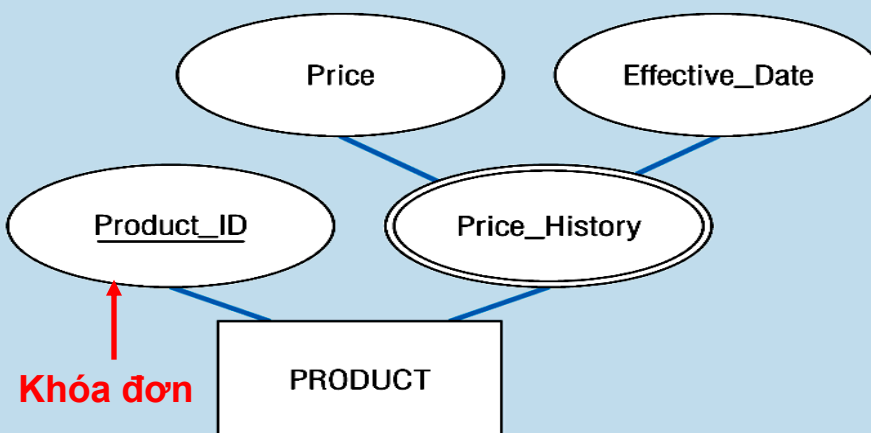 Price
Effective_Date
Product_ID
Price_History
Khóa đơn
PRODUCT